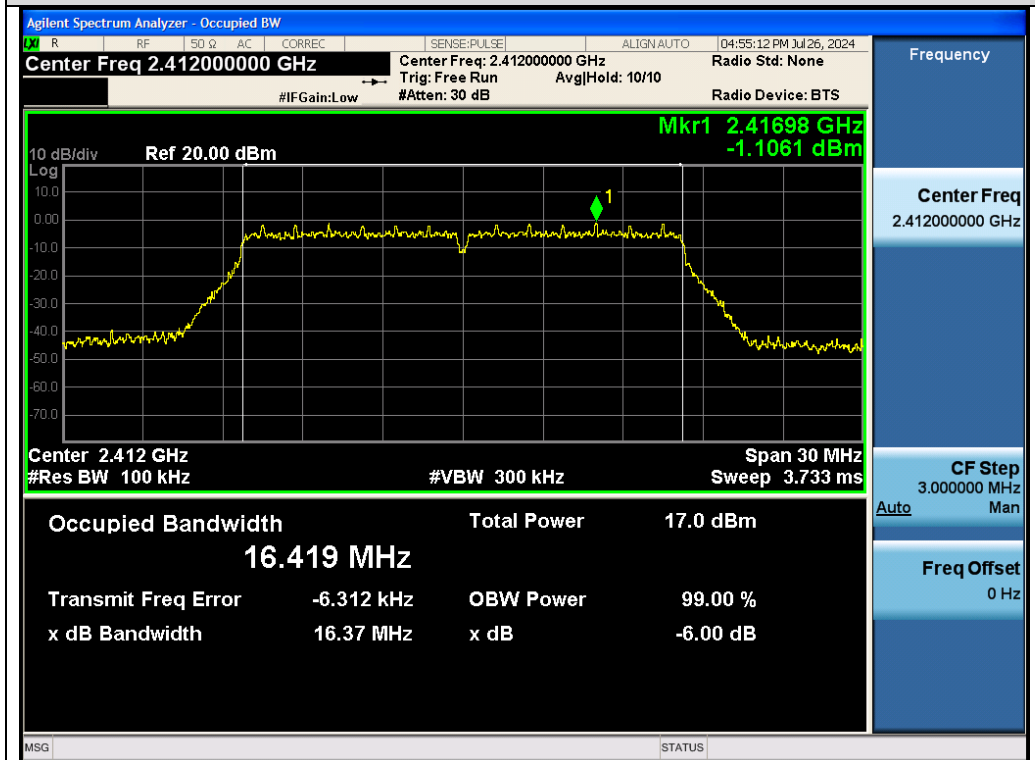 Agilent Spectrum Analyzer - Occupied BW
LXI R RF 50 Ω AC CORREC SENSE:PULSE ALIGN AUTO 04:55:12 PM Jul 26, 2024
Center Freq 2.412000000 GHz
Center Freq: 2.412000000 GHz
Radio Std: None
Trig: Free Run Avg|Hold: 10/10
#IFGain:Low
#Atten: 30 dB
Radio Device: BTS
Mkr1 2.41698 GHz
-1.1061 dBm
10 dB/div Ref 20.00 dBm
Log
10.0
0.00
-10.0
-20.0
-30.0
-40.0
-50.0
-60.0
-70.0
1
Center 2.412 GHz Span 30 MHz
#Res BW 100 kHz #VBW 300 kHz Sweep 3.733 ms
Occupied Bandwidth Total Power 17.0 dBm
16.419 MHz
Transmit Freq Error -6.312 kHz OBW Power 99.00 %
x dB Bandwidth 16.37 MHz x dB -6.00 dB
MSG STATUS
Frequency
Center Freq
2.412000000 GHz
CF Step
3.000000 MHz
Auto Man
Freq Offset
0 Hz